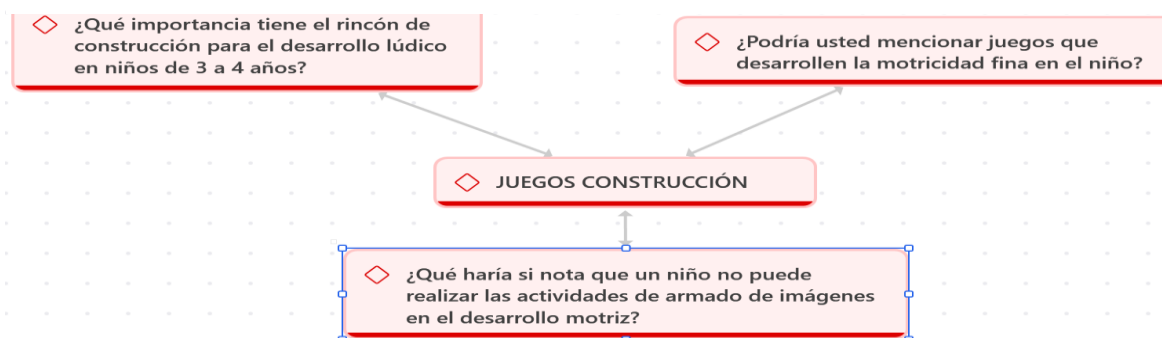 ¿Qué importancia tiene el rincón de
construcción para el desarrollo lúdico
en niños de 3 a 4 años?
¿Podría usted mencionar juegos que
desarrollen la motricidad fina en el niño?
JUEGOS CONSTRUCCIÓN
¿Qué haría si nota que un niño no puede
realizar las actividades de armado de imágenes
en el desarrollo motriz?